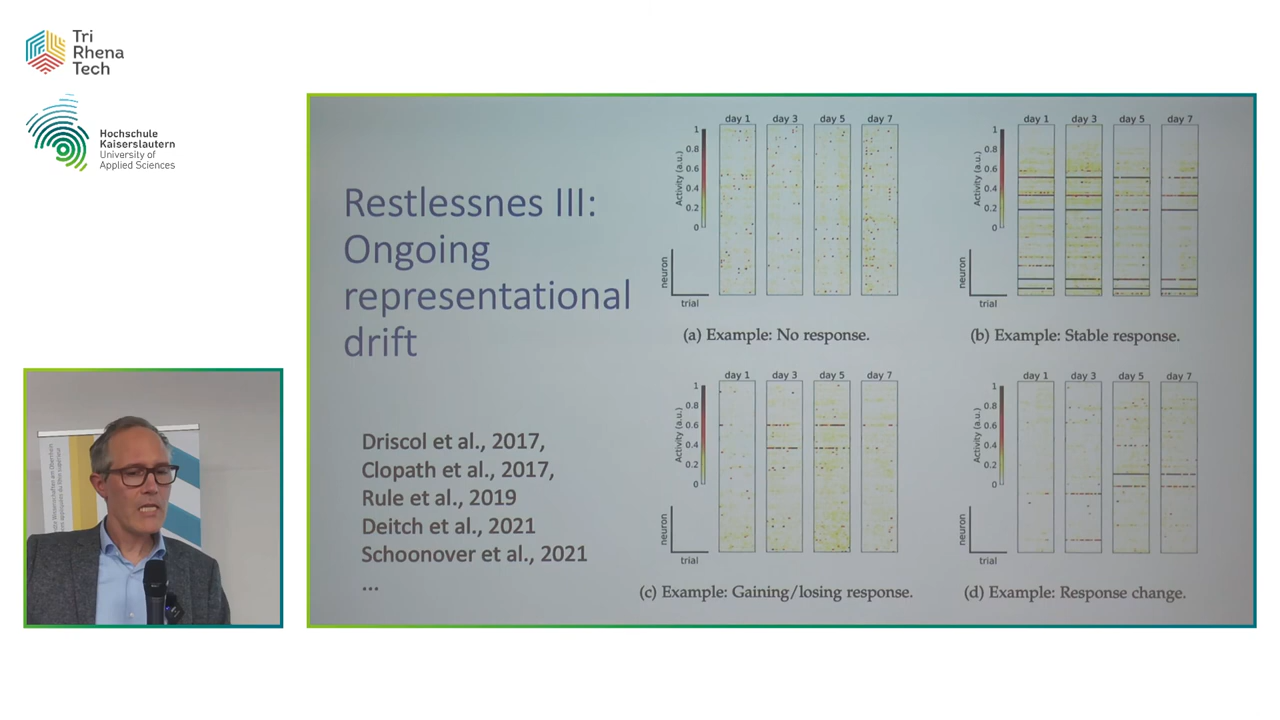 Tri
Rhena
Tech
Hochschule
Kaiserslautern
University of
Applied Sciences
Restlessnes III:
Ongoing
representational
drift
Driscol et al., 2017,
Clopath et al., 2017,
Rule et al., 2019
Deitch et al., 2021
Schoonover et al., 2021
...
day 1 day 3 day 5 day 7
1
0.8
0.6
0.4
0.2
0
Activity (a.u.)
neuron
trial
(a) Example: No response.
day 1 day 3 day 5 day 7
1
0.8
0.6
0.4
0.2
0
Activity (a.u.)
neuron
trial
(b) Example: Stable response.
day 1 day 3 day 5 day 7
1
0.8
0.6
0.4
0.2
0
Activity (a.u.)
neuron
trial
(c) Example: Gaining/losing response.
day 1 day 3 day 5 day 7
1
0.8
0.6
0.4
0.2
0
Activity (a.u.)
neuron
trial
(d) Example: Response change.